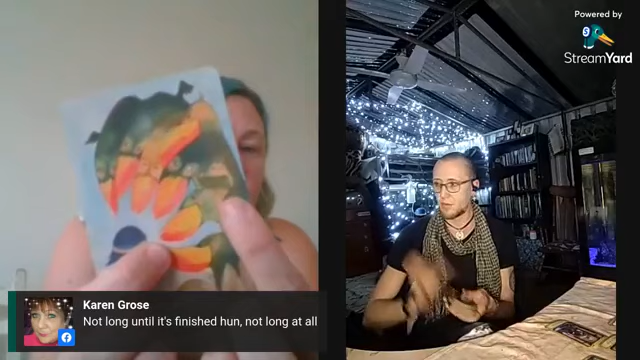 Powered by
StreamYard
Karen Grose
Not long until it's finished hun, not long at all